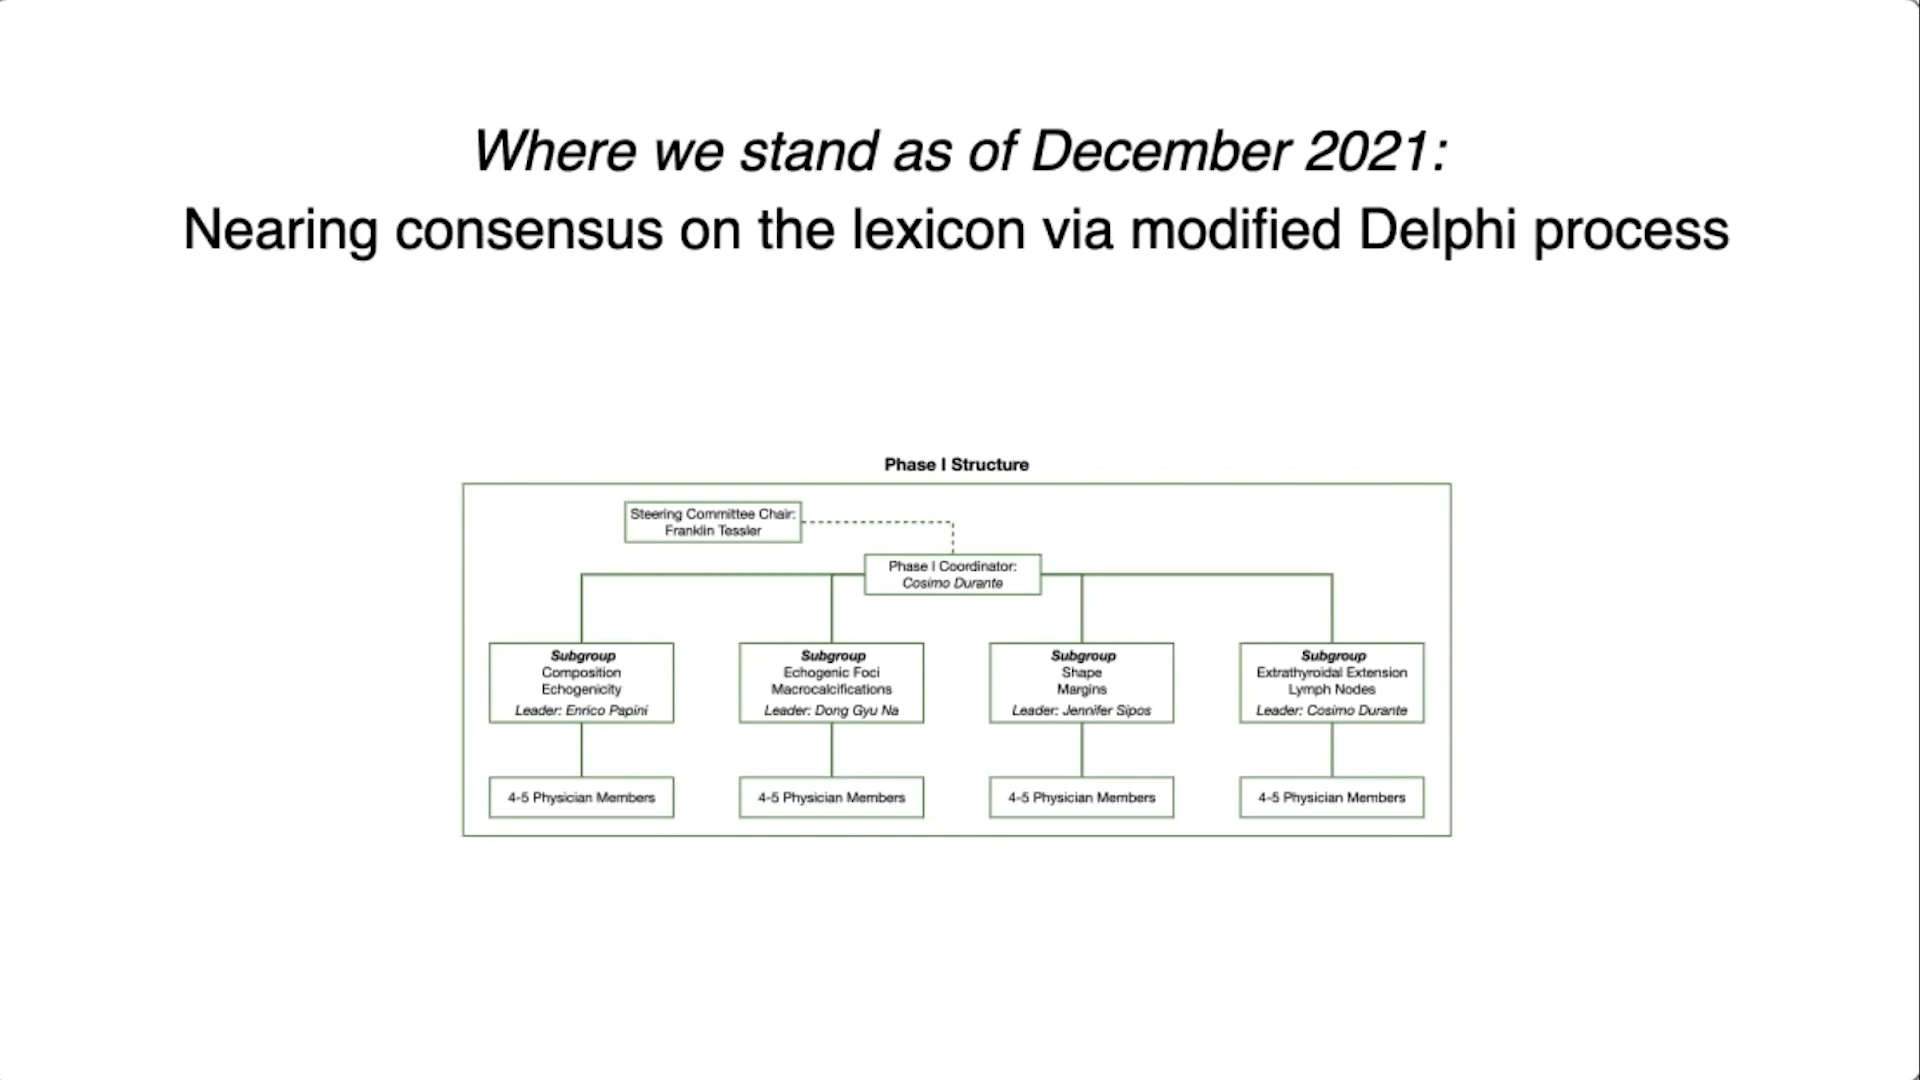 Where we stand as of December 2021:
Nearing consensus on the lexicon via modified Delphi process
Phase I Structure
Steering Committee Chair:
Franklin Tessler
Phase I Coordinator:
Cosimo Durante
Subgroup
Composition
Echogenicity
Leader: Enrico Papini
Subgroup
Echogenic Foci
Macrocalcifications
Leader: Dong Gyu Na
Subgroup
Shape
Margins
Leader: Jennifer Sipos
Subgroup
Extrathyroidal Extension
Lymph Nodes
Leader: Cosimo Durante
4-5 Physician Members
4-5 Physician Members
4-5 Physician Members
4-5 Physician Members